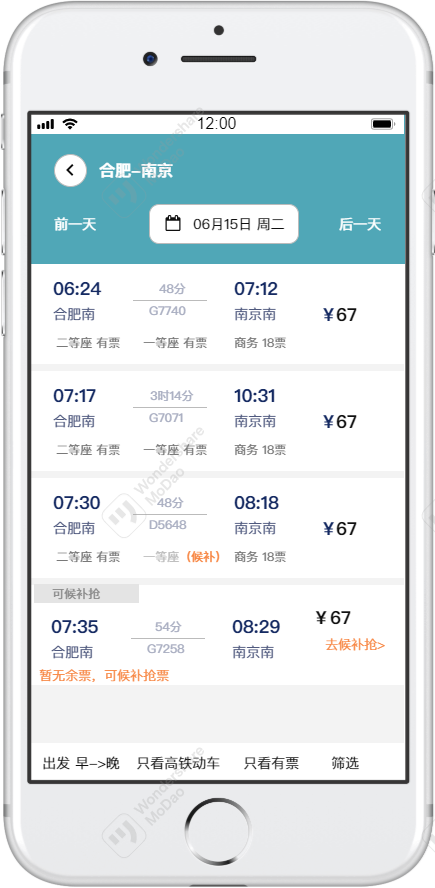 12:00
合肥-南京
前一天 06月15日 周二 后一天
06:24 48分 07:12
合肥南 G7740 南京南 ¥67
二等座 有票 一等座 有票 商务 18票
07:17 3时14分 10:31
合肥南 G7071 南京南 ¥67
二等座 有票 一等座 有票 商务 18票
07:30 48分 08:18
合肥南 D5648 南京南 ¥67
二等座 有票 一等座（候补） 商务 18票
可候补抢
07:35 54分 08:29 ¥67
合肥南 G7258 南京南 去候补抢>
暂无余票，可候补抢票
出发 早->晚 只看高铁动车 只看有票 筛选
Wondershare
MoDao
Wondershare
MoDao